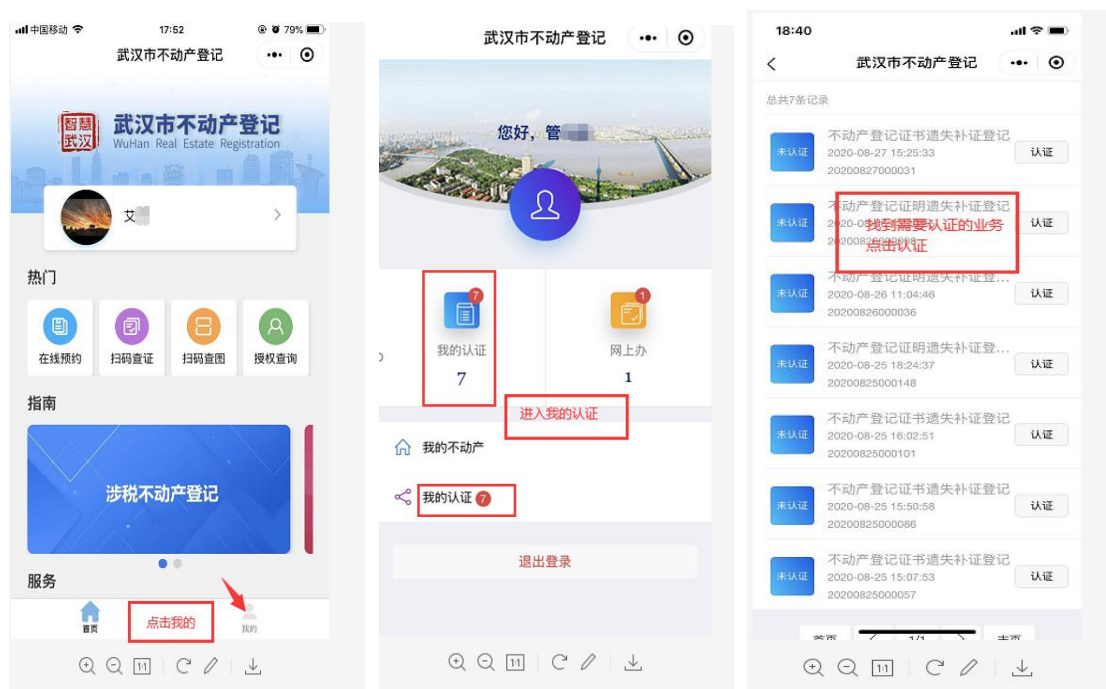 中国移动 17:52 79%
武汉市不动产登记
智慧
武汉
武汉市不动产登记
WuHan Real Estate Registration
艾
热门
在线预约 扫码查证 扫码查图 授权查询
指南
涉税不动产登记
服务
首页
点击我的
我的
1:1
武汉市不动产登记
您好，管
7
1
我的认证
网上办
7
1
进入我的认证
我的不动产
我的认证 7
退出登录
1:1
18:40
武汉市不动产登记
总共7条记录
未认证
不动产登记证书遗失补证登记
2020-08-27 15:25:33
20200827000031
认证
未认证
不动产登记证明遗失补证登记
认证
找到需要认证的业务
点击认证
未认证
不动产登记证明遗失补证登...
2020-08-26 11:04:46
20200826000036
认证
未认证
不动产登记证明遗失补证登...
2020-08-25 18:24:37
20200825000148
认证
未认证
不动产登记证书遗失补证登记
2020-08-25 16:02:51
20200825000101
认证
未认证
不动产登记证书遗失补证登记
2020-08-25 15:50:58
20200825000086
认证
未认证
不动产登记证书遗失补证登记
2020-08-25 15:07:53
20200825000057
认证
首页 1/1 末页
1:1